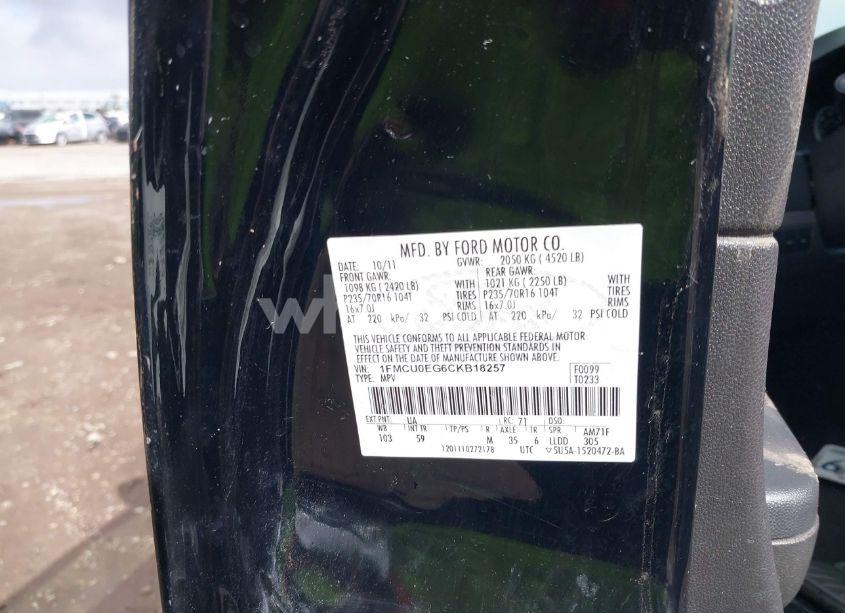 MFD. BY FORD MOTOR CO.
DATE: 10/11 GVWR: 2050 KG ( 4520 LB)
FRONT GAWR: REAR GAWR:
1098 KG ( 2420 LB) WITH 1021 KG ( 2250 LB) WITH
P235/70R16 104T TIRES P235/70R16 104T TIRES
16x7.0J RIMS 16x7.0J RIMS
AT 220 kPa/ 32 PSI COLD AT 220 kPa/ 32 PSI COLD
THIS VEHICLE CONFORMS TO ALL APPLICABLE FEDERAL MOTOR
VEHICLE SAFETY AND THEFT PREVENTION STANDARDS IN
EFFECT ON THE DATE OF MANUFACTURE SHOWN ABOVE.
VIN: 1FMCU0EG6CKB18257 F0099
TYPE: MPV T0233
EXT PNT: UA RC: 71 DSO:
WB INT TR TP/PS R AXLE TR SPR AM71F
103 59 M 35 6 LLDD 305
1201110272178 UTC ▽5U5A-1520472-BA